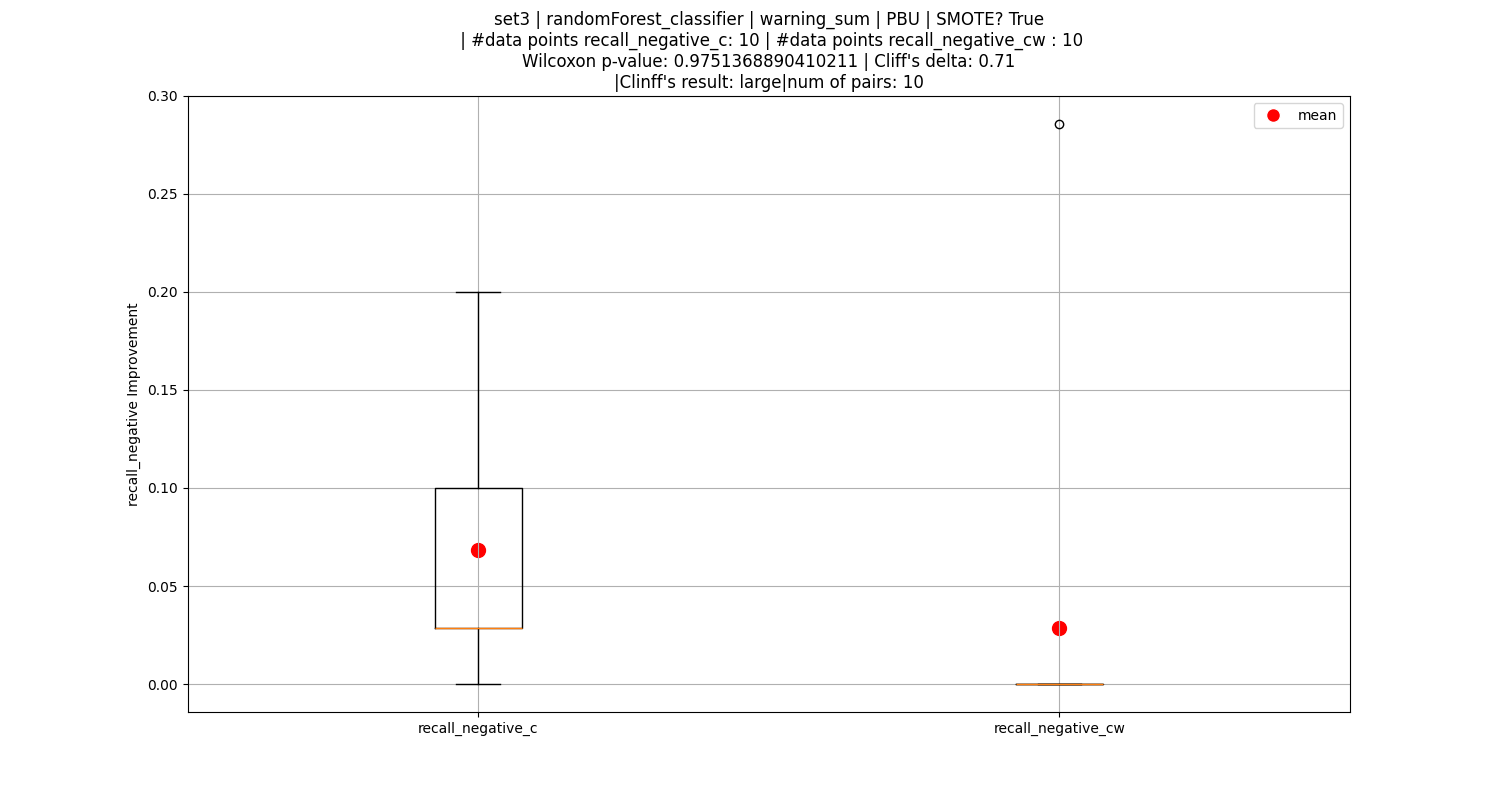 set3 | randomForest_classifier | warning_sum | PBU | SMOTE? True
| #data points recall_negative_c: 10 | #data points recall_negative_cw : 10
Wilcoxon p-value: 0.9751368890410211 | Cliff's delta: 0.71
|Clinff's result: large|num of pairs: 10
mean
recall_negative Improvement
0.30
0.25
0.20
0.15
0.10
0.05
0.00
recall_negative_c
recall_negative_cw